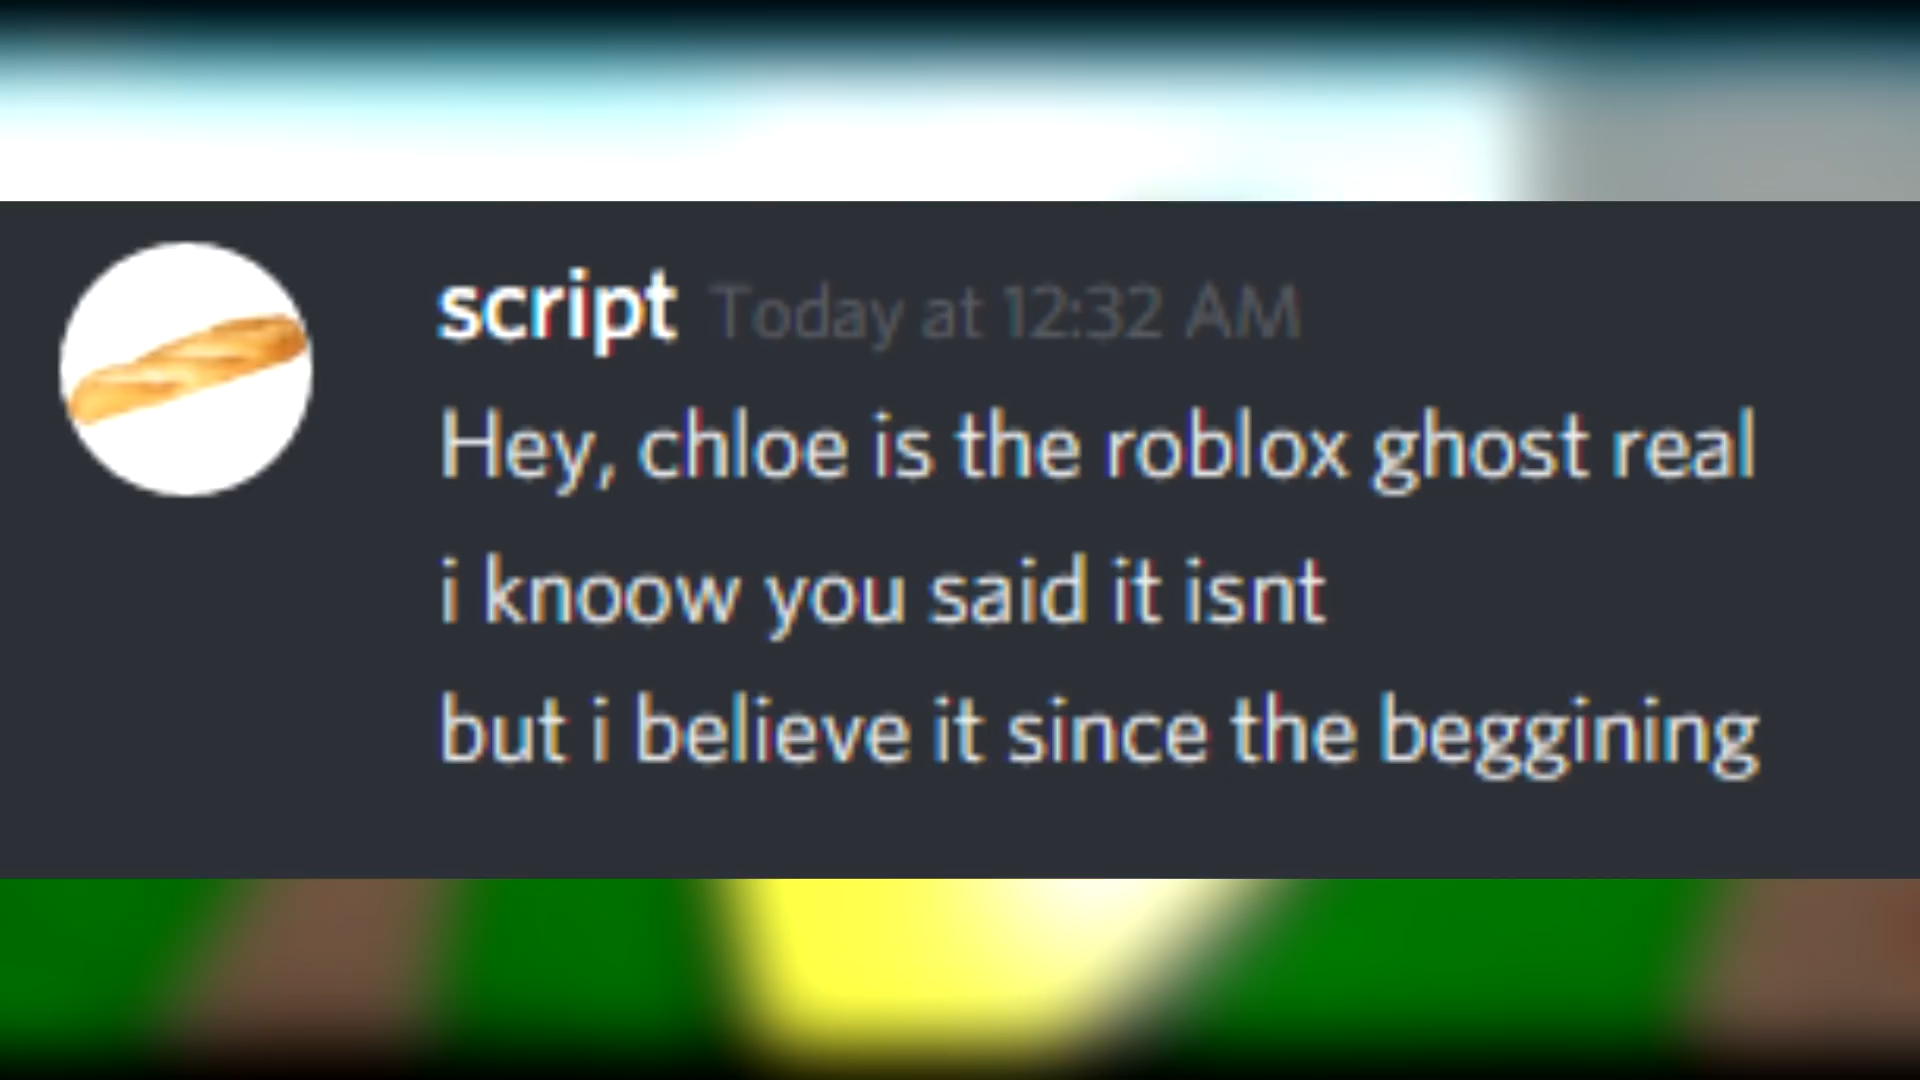 script Today at 12:32 AM
Hey, chloe is the roblox ghost real
i knoow you said it isnt
but i believe it since the beggining